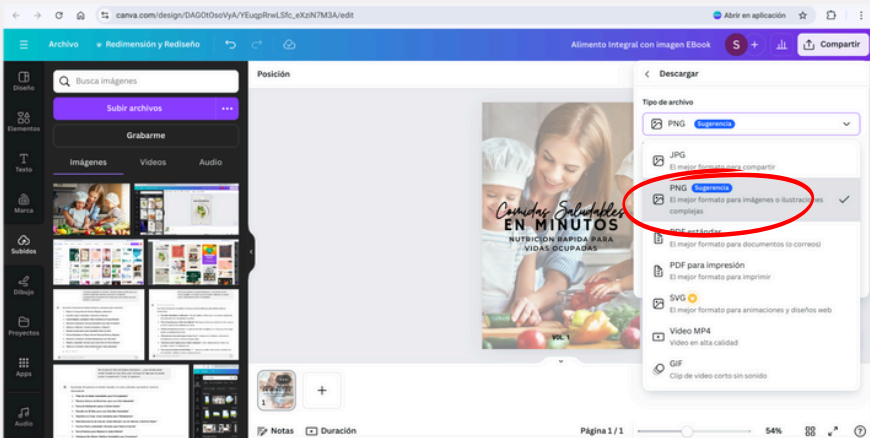 canva.com/design/DAGOtOsoVyA/YEuqpRrwLSfc_eXziN7M3A/edit
Abrir en aplicación
Archivo
Redimensión y Rediseño
Alimento Integral con imagen EBook
S
Compartir
Diseño
Elementos
Texto
Marca
Subidos
Dibujo
Proyectos
Apps
Audio
Busca imágenes
Subir archivos
Grabarme
Imágenes
Videos
Audio
Posición
Comidas Saludables
EN MINUTOS
NUTRICION RAPIDA PARA
VIDAS OCUPADAS
VOL. 1
Descargar
Tipo de archivo
PNG Sugerencia
JPG
El mejor formato para compartir
PNG Sugerencia
El mejor formato para imágenes o ilustraciones
complejas
PDF estándar
El mejor formato para documentos (o correos)
PDF para impresión
El mejor formato para imprimir
SVG
El mejor formato para animaciones y diseños web
Video MP4
Video en alta calidad
GIF
Clip de video corto sin sonido
1
Notas
Duración
Página 1 / 1
54%